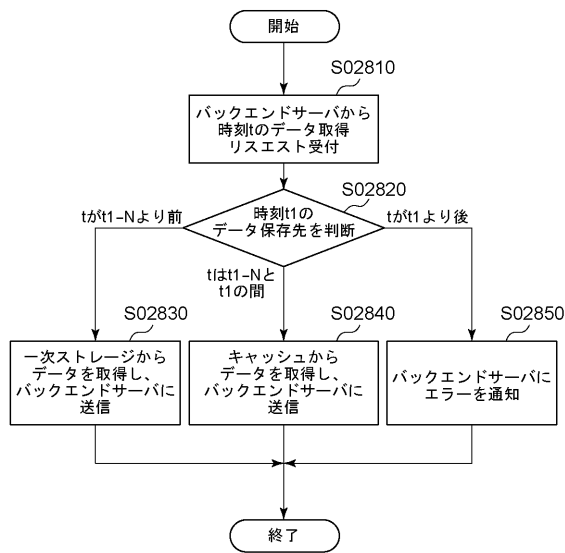 開始
S02810
バックエンドサーバから
時刻tのデータ取得
リスエスト受付
S02820
時刻t1の
データ保存先を判断
tがt1-Nより前
tはt1-Nと
t1の間
tがt1より後
S02830
一次ストレージから
データを取得し、
バックエンドサーバに
送信
S02840
キャッシュから
データを取得し、
バックエンドサーバに
送信
S02850
バックエンドサーバに
エラーを通知
終了